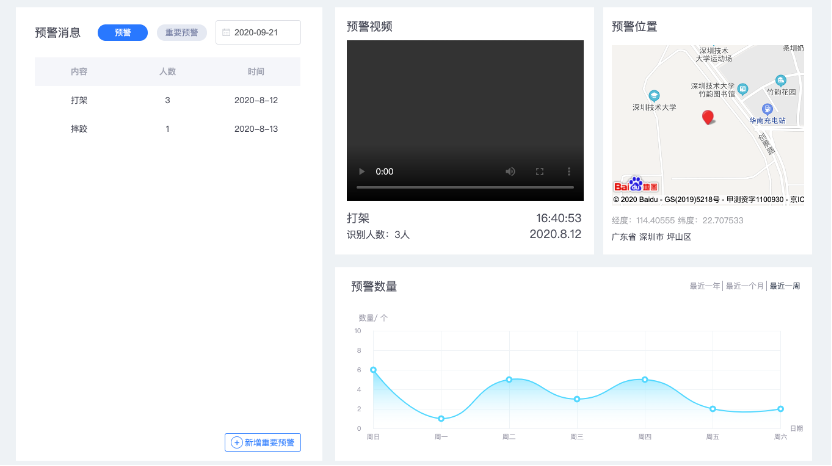 预警消息
预警
重要预警
2020-09-21
内容 人数 时间
打架 3 2020-8-12
摔跤 1 2020-8-13
新增重要预警
预警视频
0:00
打架 16:40:53
识别人数：3人 2020.8.12
预警位置
深圳技术
大学运动场
深圳技术大学
竹韵图书馆
竹韵花园
深圳技术大学
华南充电站
Bai 地图
© 2020 Baidu - GS(2019)5218号 - 甲测资字1100930 - 京IC
经度：114.40555 纬度：22.707533
广东省 深圳市 坪山区
预警数量
最近一年| 最近一个月| 最近一周
数量/ 个
10
8
6
4
2
0
周日 周一 周二 周三 周四 周五 周六
日期